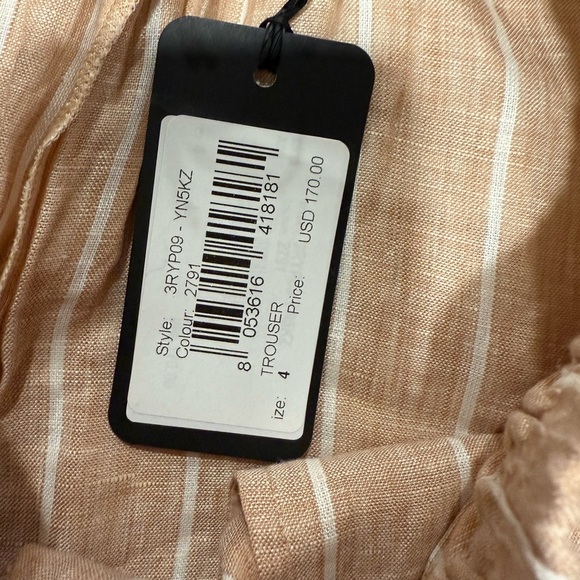 Style: 3RYP09 - YN5KZ
Colour: 2791
8 053616 418181
TROUSER
ize: 4 Price: USD 170.00